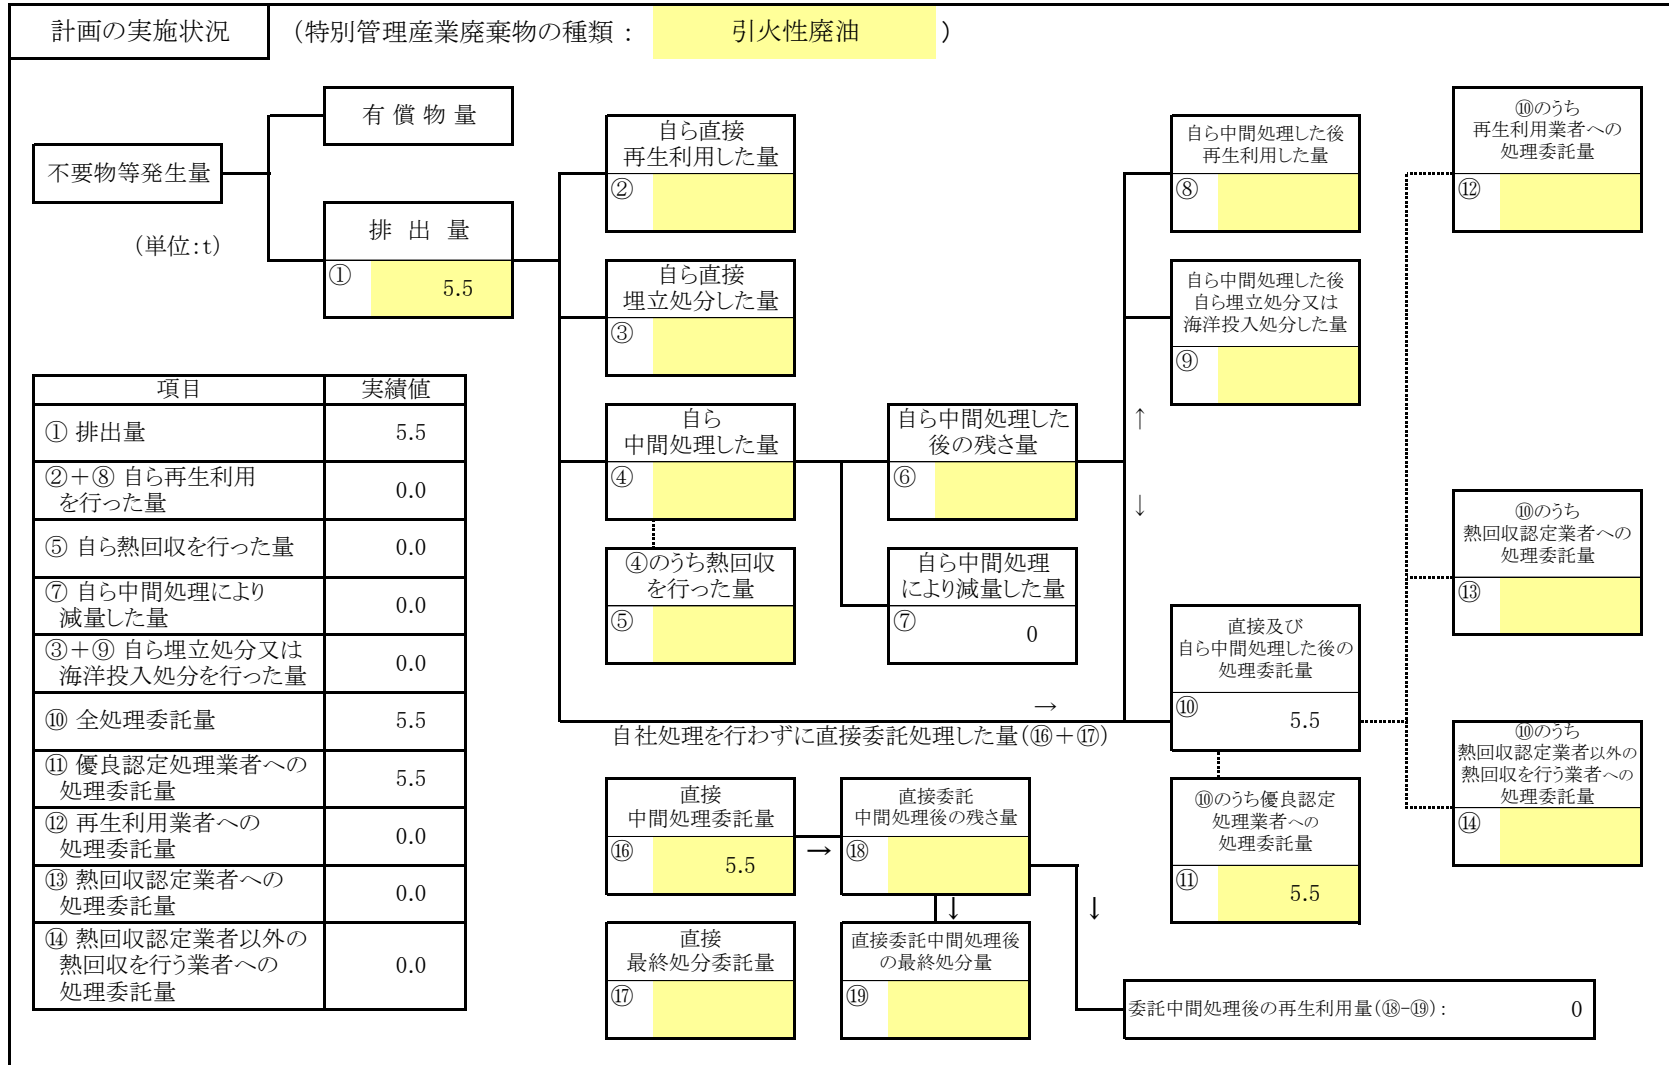 計画の実施状況
（特別管理産業廃棄物の種類：
引火性廃油
）
有 償 物 量
不要物等発生量
（単位:t）
排 出 量
①
5.5
自ら直接
再生利用した量
②
自ら直接
埋立処分した量
③
自ら
中間処理した量
④
④のうち熱回収
を行った量
⑤
自ら中間処理した
後の残さ量
⑥
自ら中間処理
により減量した量
⑦
0
自ら中間処理した後
再生利用した量
⑧
自ら中間処理した後
自ら埋立処分又は
海洋投入処分した量
⑨
↑
↓
→
自社処理を行わずに直接委託処理した量(⑯＋⑰)
直接及び
自ら中間処理した後の
処理委託量
⑩
5.5
⑩のうち優良認定
処理業者への
処理委託量
⑪
5.5
⑩のうち
再生利用業者への
処理委託量
⑫
⑩のうち
熱回収認定業者への
処理委託量
⑬
⑩のうち
熱回収認定業者以外の
熱回収を行う業者への
処理委託量
⑭
直接
中間処理委託量
⑯
5.5
→
直接委託
中間処理後の残さ量
⑱
↓
↓
直接
最終処分委託量
⑰
直接委託中間処理後
の最終処分量
⑲
委託中間処理後の再生利用量(⑱-⑲)：
0
項目
実績値
① 排出量
5.5
②＋⑧ 自ら再生利用
を行った量
0.0
⑤ 自ら熱回収を行った量
0.0
⑦ 自ら中間処理により
減量した量
0.0
③＋⑨ 自ら埋立処分又は
海洋投入処分を行った量
0.0
⑩ 全処理委託量
5.5
⑪ 優良認定処理業者への
処理委託量
5.5
⑫ 再生利用業者への
処理委託量
0.0
⑬ 熱回収認定業者への
処理委託量
0.0
⑭ 熱回収認定業者以外の
熱回収を行う業者への
処理委託量
0.0